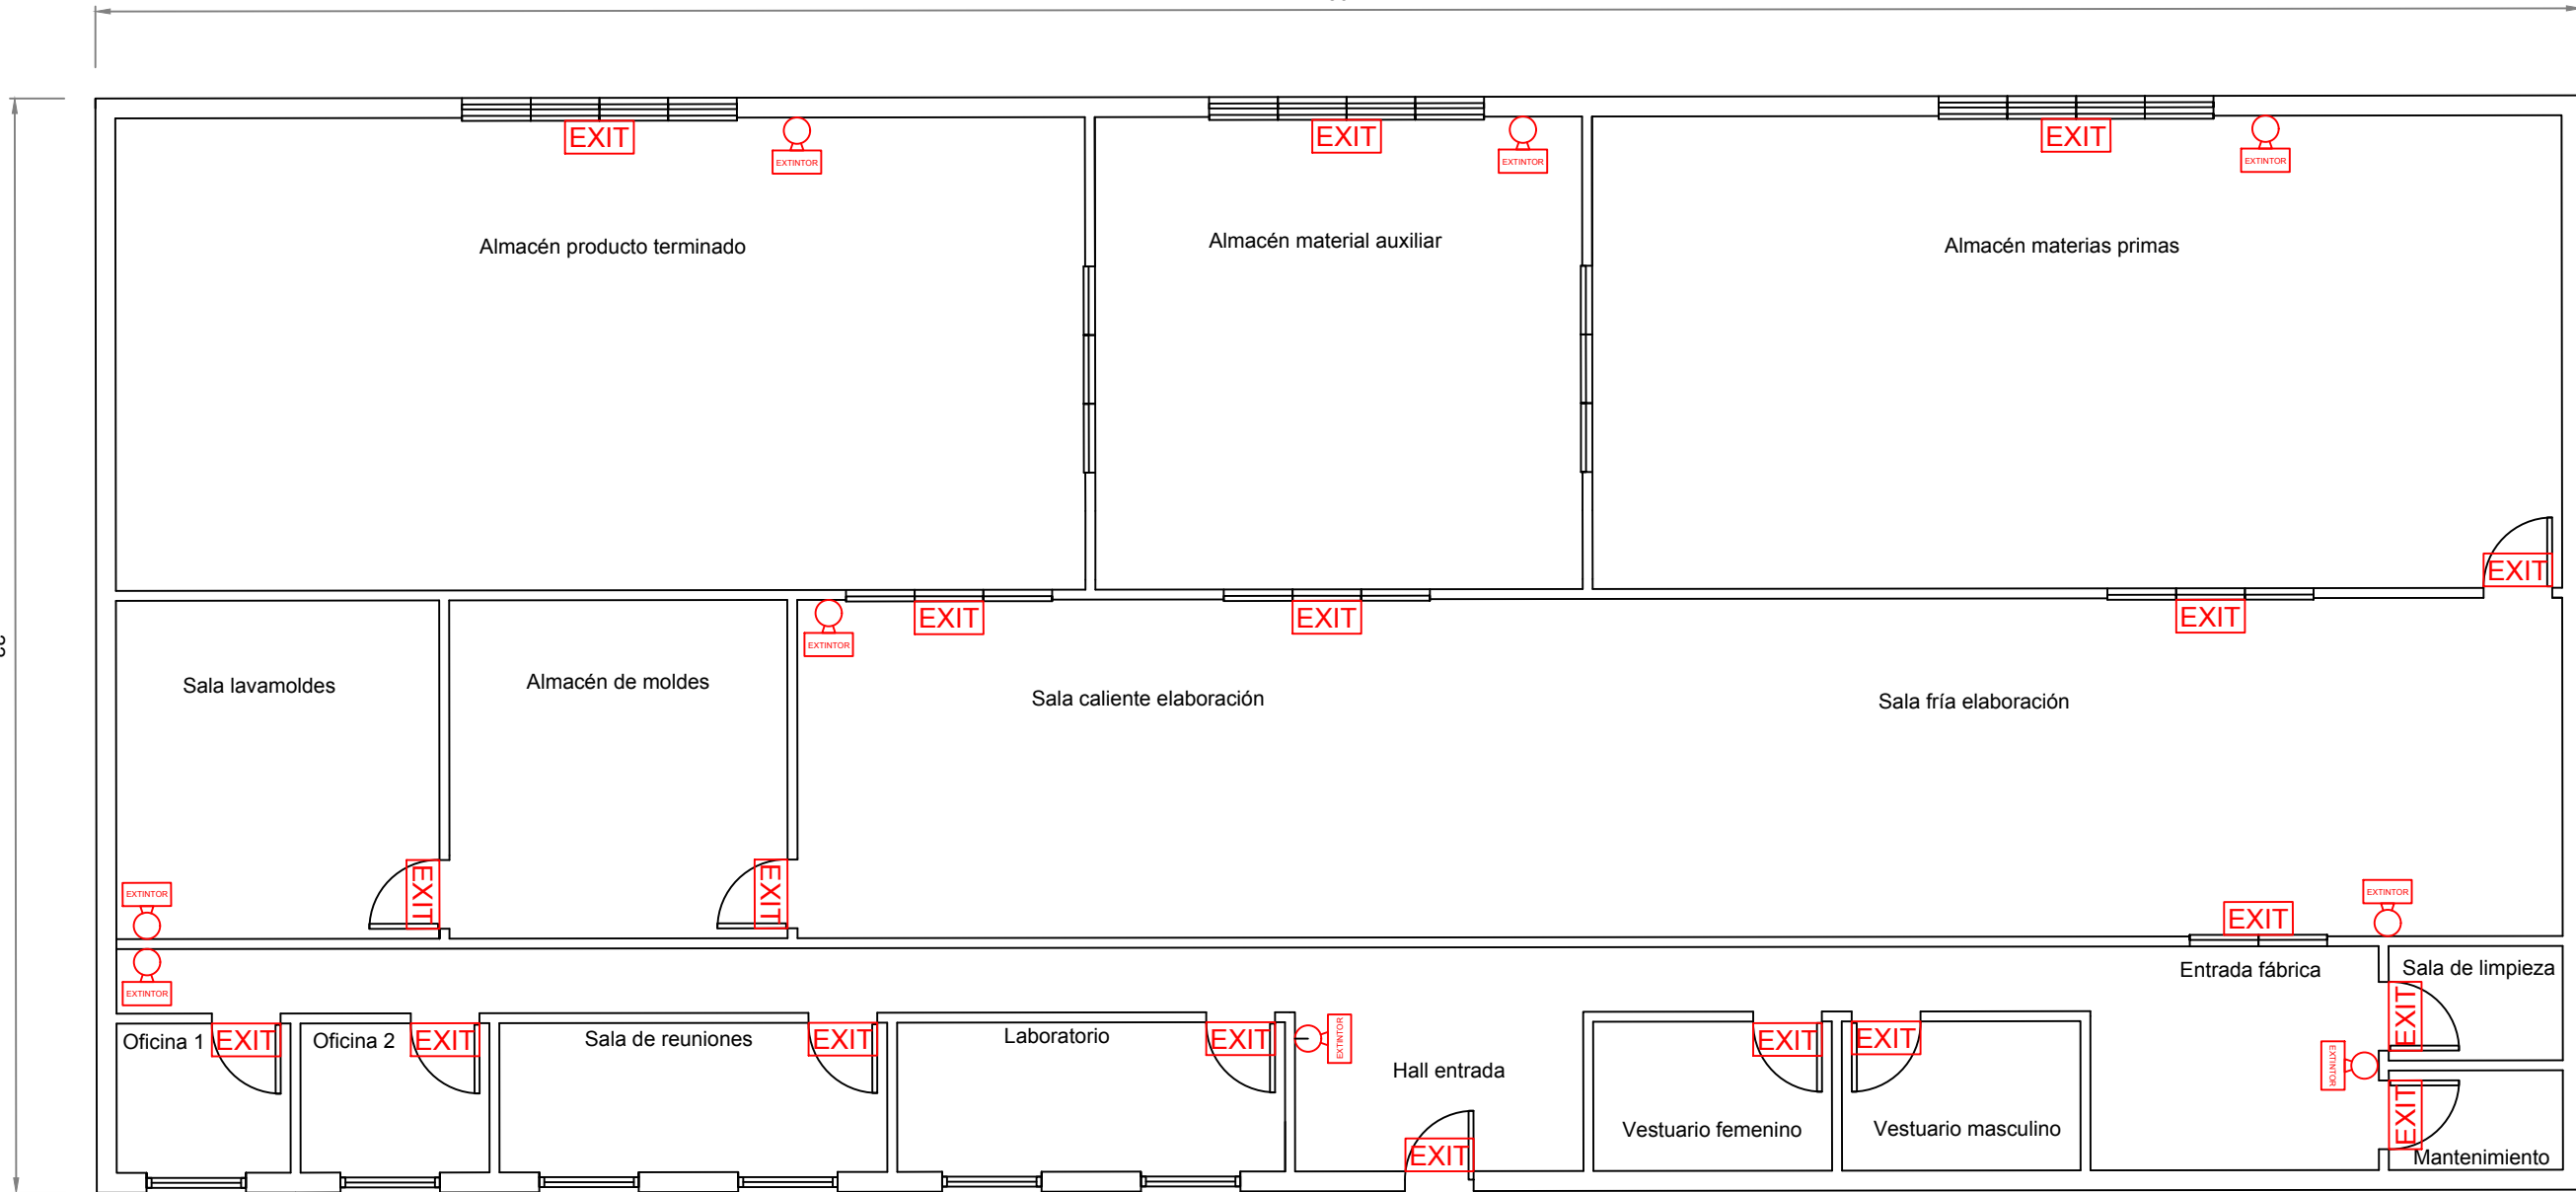 EXIT
EXIT
EXIT
EXTINTOR
EXTINTOR
EXTINTOR
Almacén producto terminado
Almacén material auxiliar
Almacén materias primas
EXIT
EXIT
EXIT
EXIT
EXTINTOR
Sala lavamoldes
Almacén de moldes
Sala caliente elaboración
Sala fría elaboración
EXIT
EXIT
EXTINTOR
EXTINTOR
EXIT
Entrada fábrica
Sala de limpieza
EXTINTOR
EXIT
Oficina 1
EXIT
Oficina 2
EXIT
Sala de reuniones
EXIT
Laboratorio
EXIT
EXTINTOR
Hall entrada
EXIT
EXIT
EXTINTOR
EXIT
Vestuario femenino
Vestuario masculino
EXIT
Mantenimiento